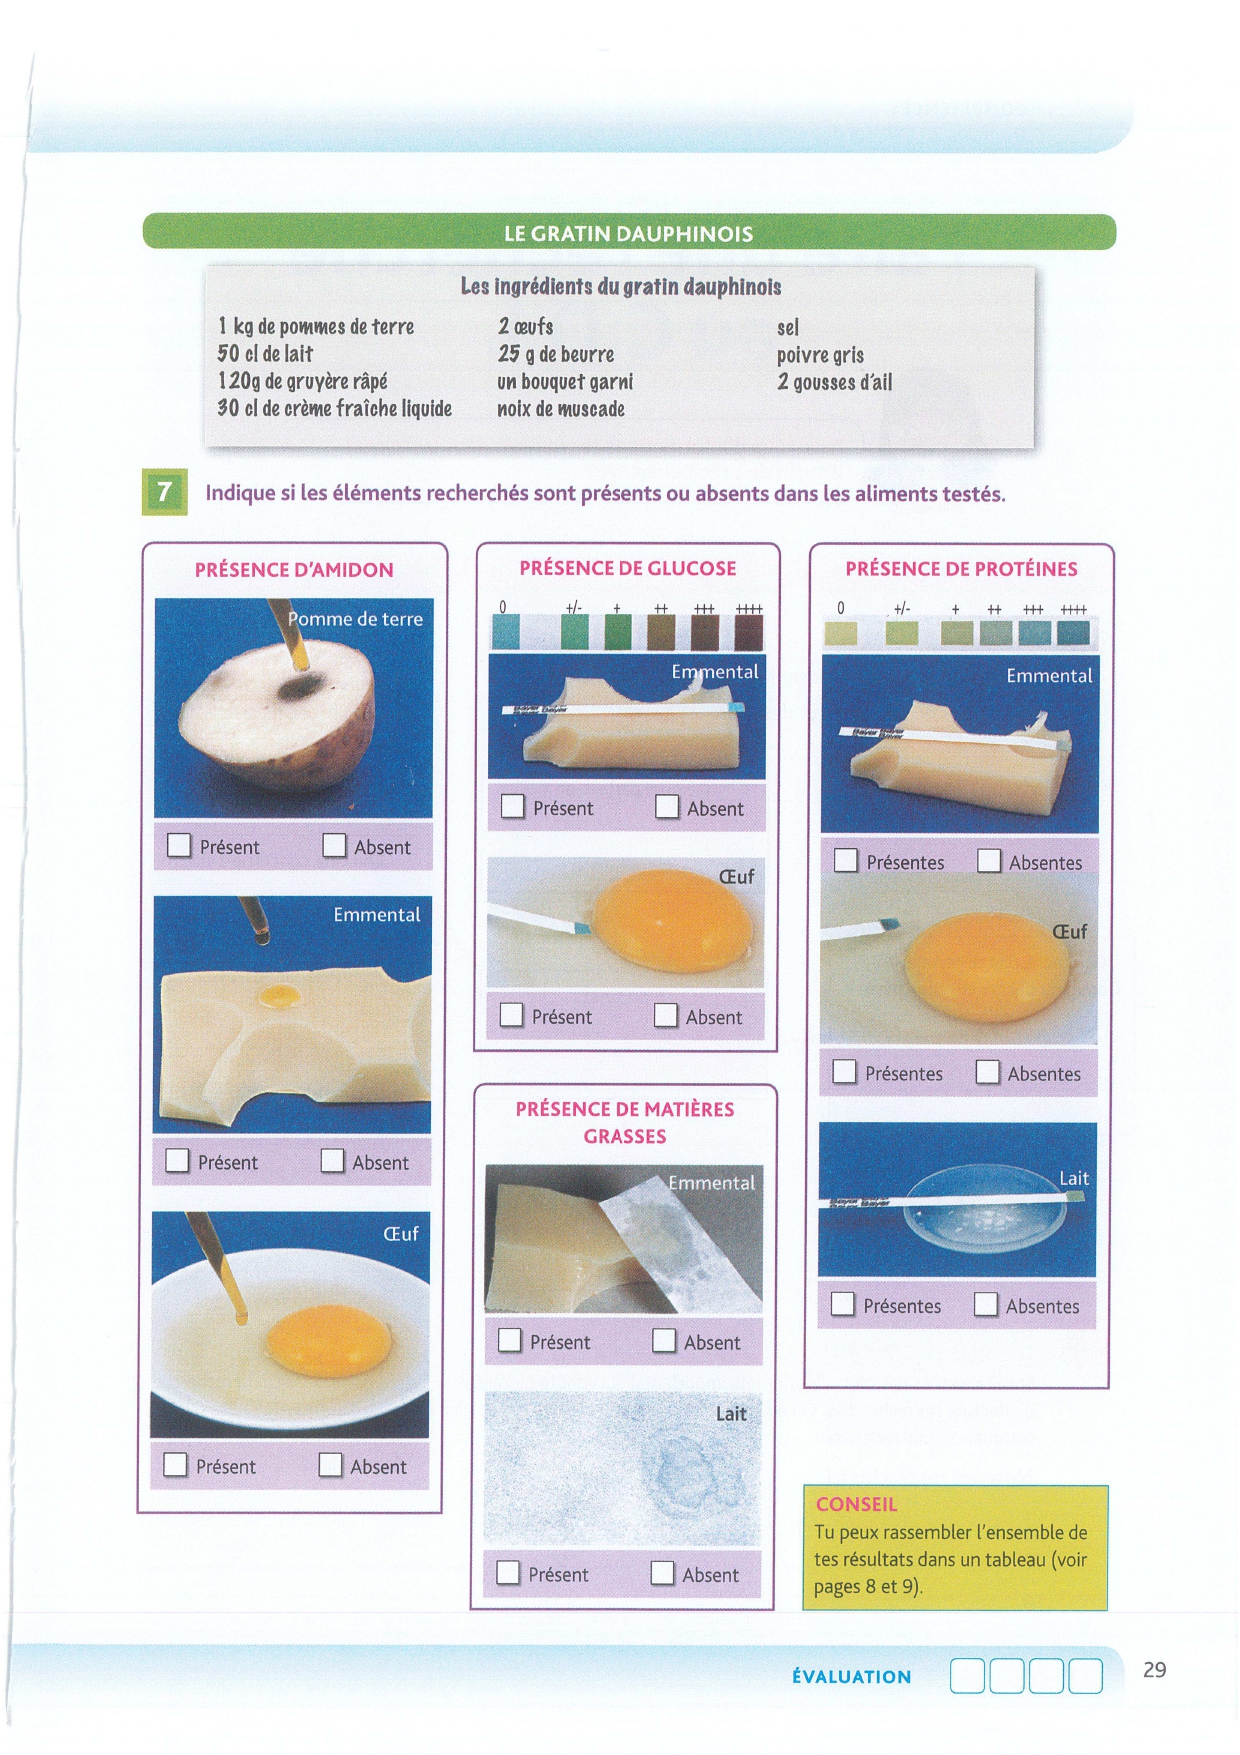 LE GRATIN DAUPHINOIS
Les ingrédients du gratin dauphinois
1 kg de pommes de terre
50 cl de lait
120g de gruyère râpé
30 cl de crème fraîche liquide
2 œufs
25 g de beurre
un bouquet garni
noix de muscade
sel
poivre gris
2 gousses d'ail
7 Indique si les éléments recherchés sont présents ou absents dans les aliments testés.
PRÉSENCE D'AMIDON
Pomme de terre
Présent Absent
Emmental
Présent Absent
Œuf
Présent Absent
PRÉSENCE DE GLUCOSE
0 +/- + ++ +++ ++++
Emmental
Présent Absent
Œuf
Présent Absent
PRÉSENCE DE MATIÈRES
GRASSES
Emmental
Présent Absent
Lait
Présent Absent
PRÉSENCE DE PROTÉINES
0 +/- + ++ +++ ++++
Emmental
Présentes Absentes
Œuf
Présentes Absentes
Lait
Présentes Absentes
CONSEIL
Tu peux rassembler l'ensemble de
tes résultats dans un tableau (voir
pages 8 et 9).
ÉVALUATION
29